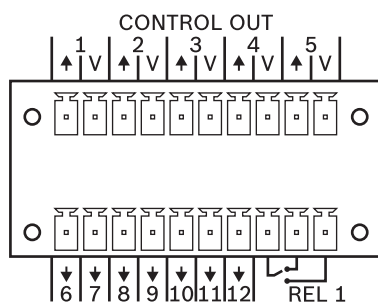 CONTROL OUT
1 2 3 4 5
V V V V V
6 7 8 9 10 11 12 REL 1